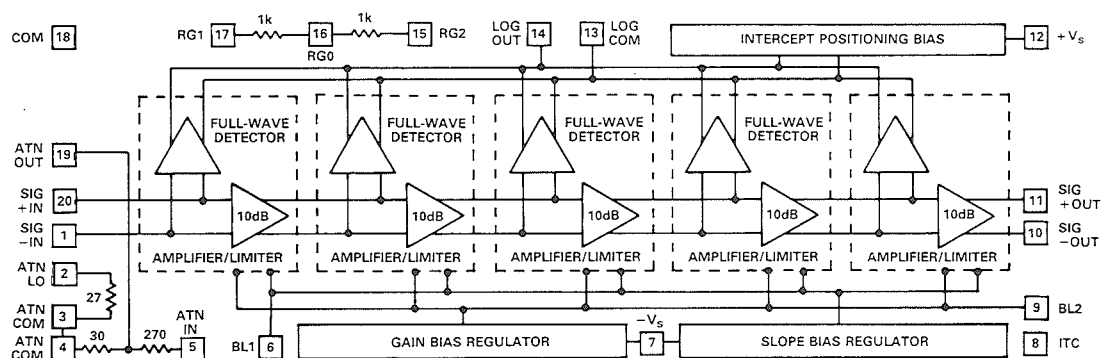 COM 18
RG1 17 1k 16 1k 15 RG2
RG0
LOG OUT 14
13 LOG COM
INTERCEPT POSITIONING BIAS
12 +Vs
FULL-WAVE DETECTOR
FULL-WAVE DETECTOR
FULL-WAVE DETECTOR
FULL-WAVE DETECTOR
ATN OUT 19
SIG +IN 20
SIG -IN 1
10dB
10dB
10dB
10dB
10dB
11 SIG +OUT
10 SIG -OUT
AMPLIFIER/LIMITER
AMPLIFIER/LIMITER
AMPLIFIER/LIMITER
AMPLIFIER/LIMITER
AMPLIFIER/LIMITER
ATN LO 2
27
ATN COM 3
ATN COM 4
30
270
5 ATN IN
BL1 6
GAIN BIAS REGULATOR
-Vs
7
SLOPE BIAS REGULATOR
9 BL2
8 ITC